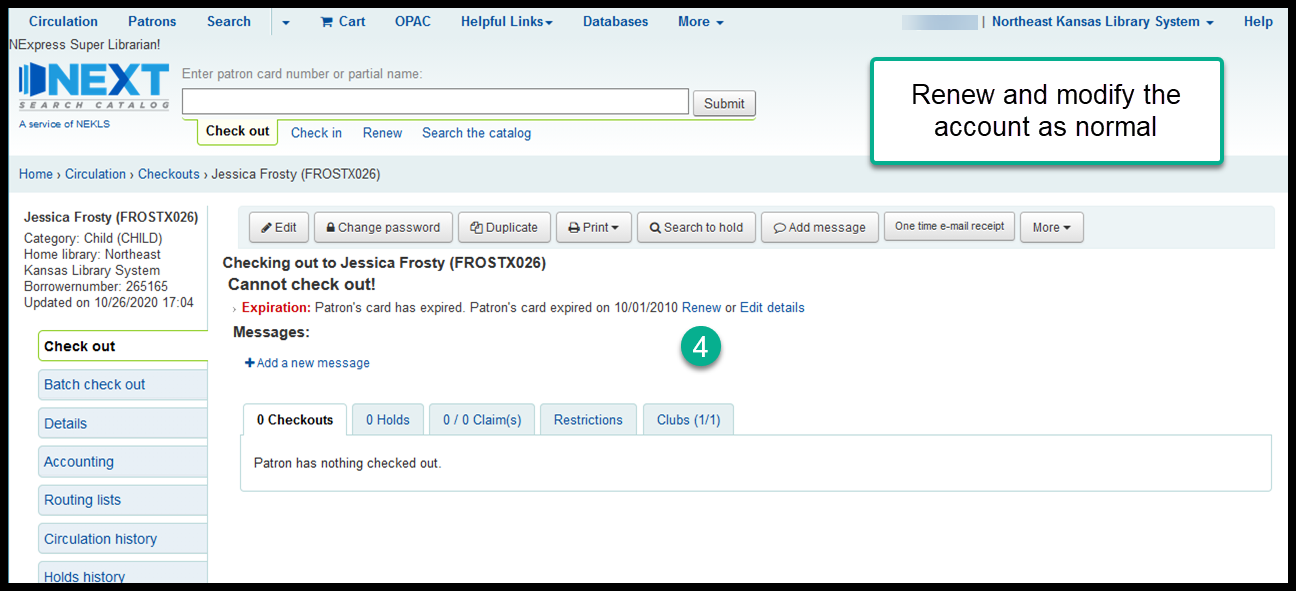 Circulation Patrons Search Cart OPAC Helpful Links Databases More | Northeast Kansas Library System Help
NExpress Super Librarian!
NEXT
SEARCH CATALOG
A service of NEKLS
Enter patron card number or partial name:
Submit
Check out Check in Renew Search the catalog
Renew and modify the
account as normal
Home › Circulation › Checkouts › Jessica Frosty (FROSTX026)
Jessica Frosty (FROSTX026)
Category: Child (CHILD)
Home library: Northeast
Kansas Library System
Borrowernumber: 265165
Updated on 10/26/2020 17:04
Check out
Batch check out
Details
Accounting
Routing lists
Circulation history
Holds history
Edit Change password Duplicate Print Search to hold Add message One time e-mail receipt More
Checking out to Jessica Frosty (FROSTX026)
Cannot check out!
› Expiration: Patron's card has expired. Patron's card expired on 10/01/2010 Renew or Edit details
Messages:
4
+Add a new message
0 Checkouts 0 Holds 0 / 0 Claim(s) Restrictions Clubs (1/1)
Patron has nothing checked out.